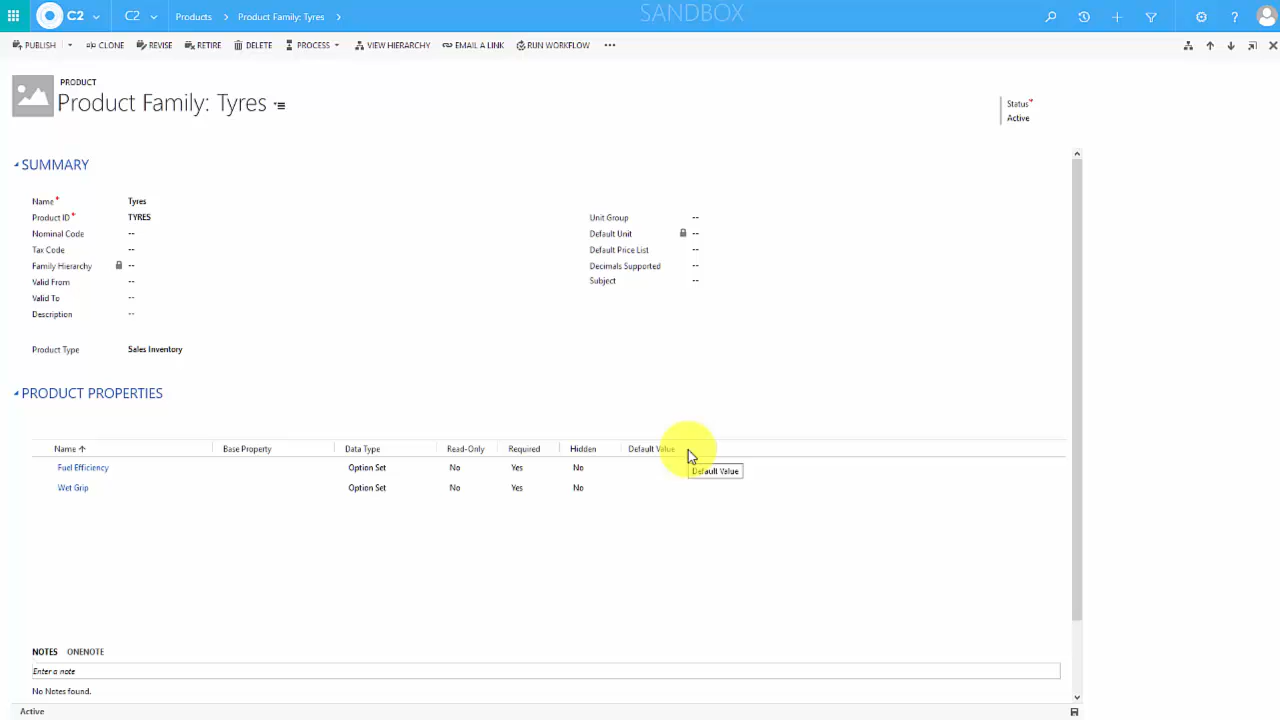 C2 C2 Products Product Family: Tyres SANDBOX ?
PUBLISH CLONE REVISE RETIRE DELETE PROCESS VIEW HIERARCHY EMAIL A LINK RUN WORKFLOW
PRODUCT
Product Family: Tyres
Status*
Active
SUMMARY
Name* Tyres
Product ID* TYRES
Nominal Code --
Tax Code --
Family Hierarchy --
Valid From --
Valid To --
Description --
Product Type Sales Inventory
Unit Group --
Default Unit --
Default Price List --
Decimals Supported --
Subject --
PRODUCT PROPERTIES
Name Base Property Data Type Read-Only Required Hidden Default Value
Fuel Efficiency Option Set No Yes No
Default Value
Wet Grip Option Set No Yes No
NOTES ONENOTE
Enter a note
No Notes found.
Active